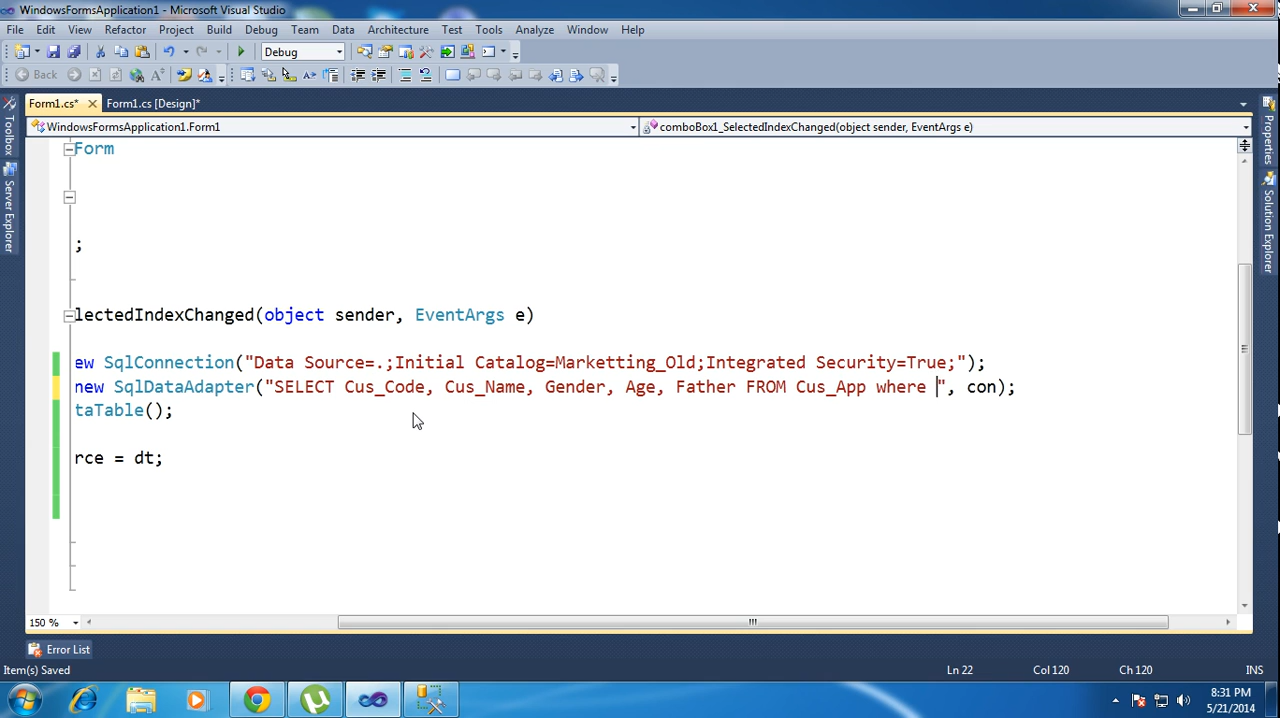 WindowsFormsApplication1 - Microsoft Visual Studio
File Edit View Refactor Project Build Debug Team Data Architecture Test Tools Analyze Window Help
Debug
Back
Form1.cs* Form1.cs [Design]*
WindowsFormsApplication1.Form1 comboBox1_SelectedIndexChanged(object sender, EventArgs e)
Toolbox
Server Explorer
Properties
Solution Explorer
Form
;
lectedIndexChanged(object sender, EventArgs e)
ew SqlConnection("Data Source=.;Initial Catalog=Marketting_Old;Integrated Security=True;");
new SqlDataAdapter("SELECT Cus_Code, Cus_Name, Gender, Age, Father FROM Cus_App where ", con);
taTable();
rce = dt;
150 %
Error List
Item(s) Saved Ln 22 Col 120 Ch 120 INS
8:31 PM
5/21/2014